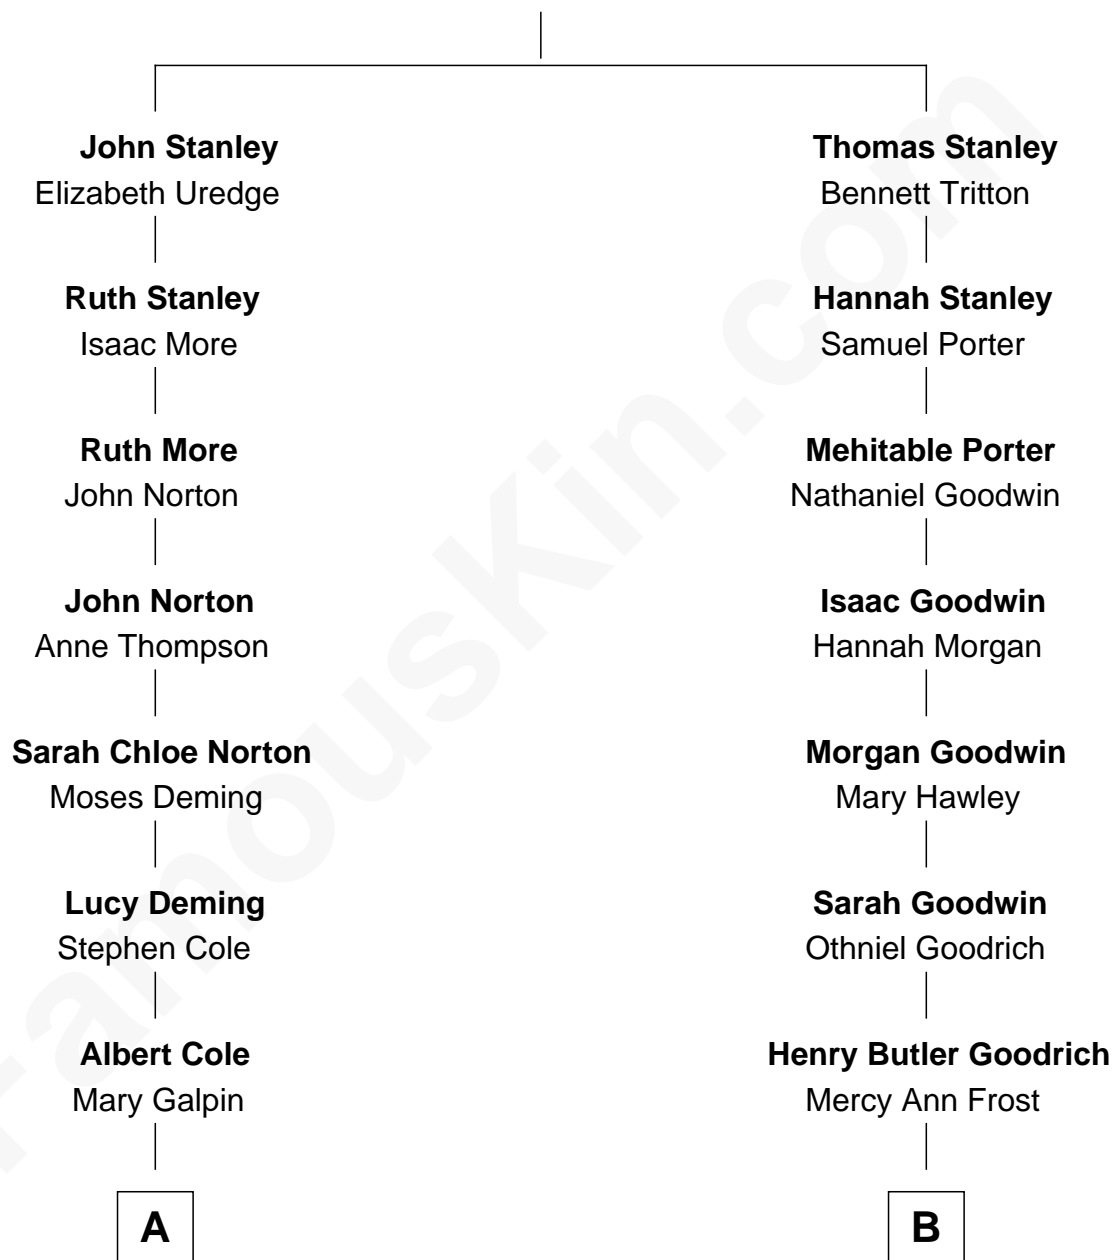 John Stanley
Elizabeth Uredge
Ruth Stanley
Isaac More
Ruth More
John Norton
John Norton
Anne Thompson
Sarah Chloe Norton
Moses Deming
Lucy Deming
Stephen Cole
Albert Cole
Mary Galpin
A
Thomas Stanley
Bennett Tritton
Hannah Stanley
Samuel Porter
Mehitable Porter
Nathaniel Goodwin
Isaac Goodwin
Hannah Morgan
Morgan Goodwin
Mary Hawley
Sarah Goodwin
Othniel Goodrich
Henry Butler Goodrich
Mercy Ann Frost
B
FamousKin.com